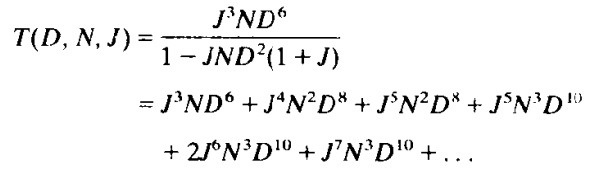 T(D, N, J) = J³ND⁶ / 1 − JND²(1 + J)
= J³ND⁶ + J⁴N²D⁸ + J⁵N²D⁸ + J⁵N³D¹⁰
+ 2J⁶N³D¹⁰ + J⁷N³D¹⁰ + . . .